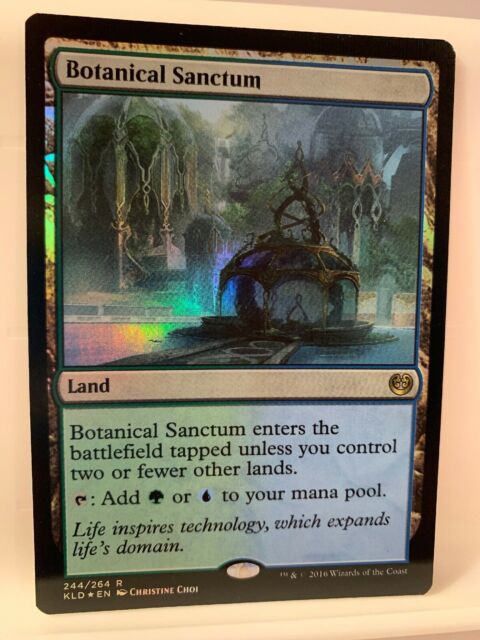 Botanical Sanctum
Land
Botanical Sanctum enters the
battlefield tapped unless you control
two or fewer other lands.
: Add or to your mana pool.
Life inspires technology, which expands
life's domain.
244/264 R
KLD ★ EN Christine Choi
™ & © 2016 Wizards of the Coast